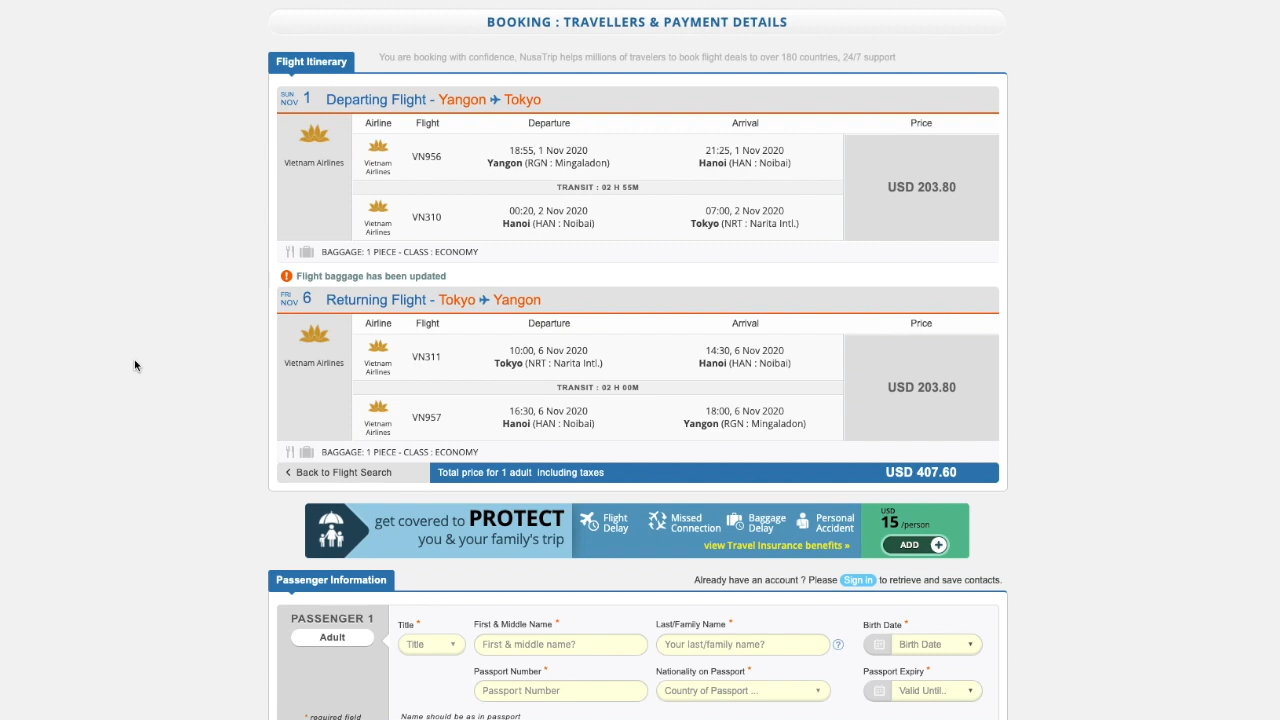 BOOKING : TRAVELLERS & PAYMENT DETAILS
Flight Itinerary
You are booking with confidence, NusaTrip helps millions of travelers to book flight deals to over 180 countries, 24/7 support
SUN NOV 1 Departing Flight - Yangon ✈ Tokyo
Airline Flight Departure Arrival Price
Vietnam Airlines
Vietnam Airlines VN956 18:55, 1 Nov 2020 21:25, 1 Nov 2020
Yangon (RGN : Mingaladon) Hanoi (HAN : Noibai)
USD 203.80
TRANSIT : 02 H 55M
Vietnam Airlines VN310 00:20, 2 Nov 2020 07:00, 2 Nov 2020
Hanoi (HAN : Noibai) Tokyo (NRT : Narita Intl.)
BAGGAGE: 1 PIECE - CLASS : ECONOMY
Flight baggage has been updated
FRI NOV 6 Returning Flight - Tokyo ✈ Yangon
Airline Flight Departure Arrival Price
Vietnam Airlines
Vietnam Airlines VN311 10:00, 6 Nov 2020 14:30, 6 Nov 2020
Tokyo (NRT : Narita Intl.) Hanoi (HAN : Noibai)
USD 203.80
TRANSIT : 02 H 00M
Vietnam Airlines VN957 16:30, 6 Nov 2020 18:00, 6 Nov 2020
Hanoi (HAN : Noibai) Yangon (RGN : Mingaladon)
BAGGAGE: 1 PIECE - CLASS : ECONOMY
Back to Flight Search Total price for 1 adult including taxes USD 407.60
get covered to PROTECT
you & your family's trip
Flight Delay
Missed Connection
Baggage Delay
Personal Accident
view Travel Insurance benefits »
USD
15 /person
ADD
Passenger Information
Already have an account ? Please Sign in to retrieve and save contacts.
PASSENGER 1
Adult
Title * First & Middle Name * Last/Family Name * Birth Date *
Title First & middle name? Your last/family name? ? Birth Date
Passport Number * Nationality on Passport * Passport Expiry *
Passport Number Country of Passport ... Valid Until..
* required field Name should be as in passport